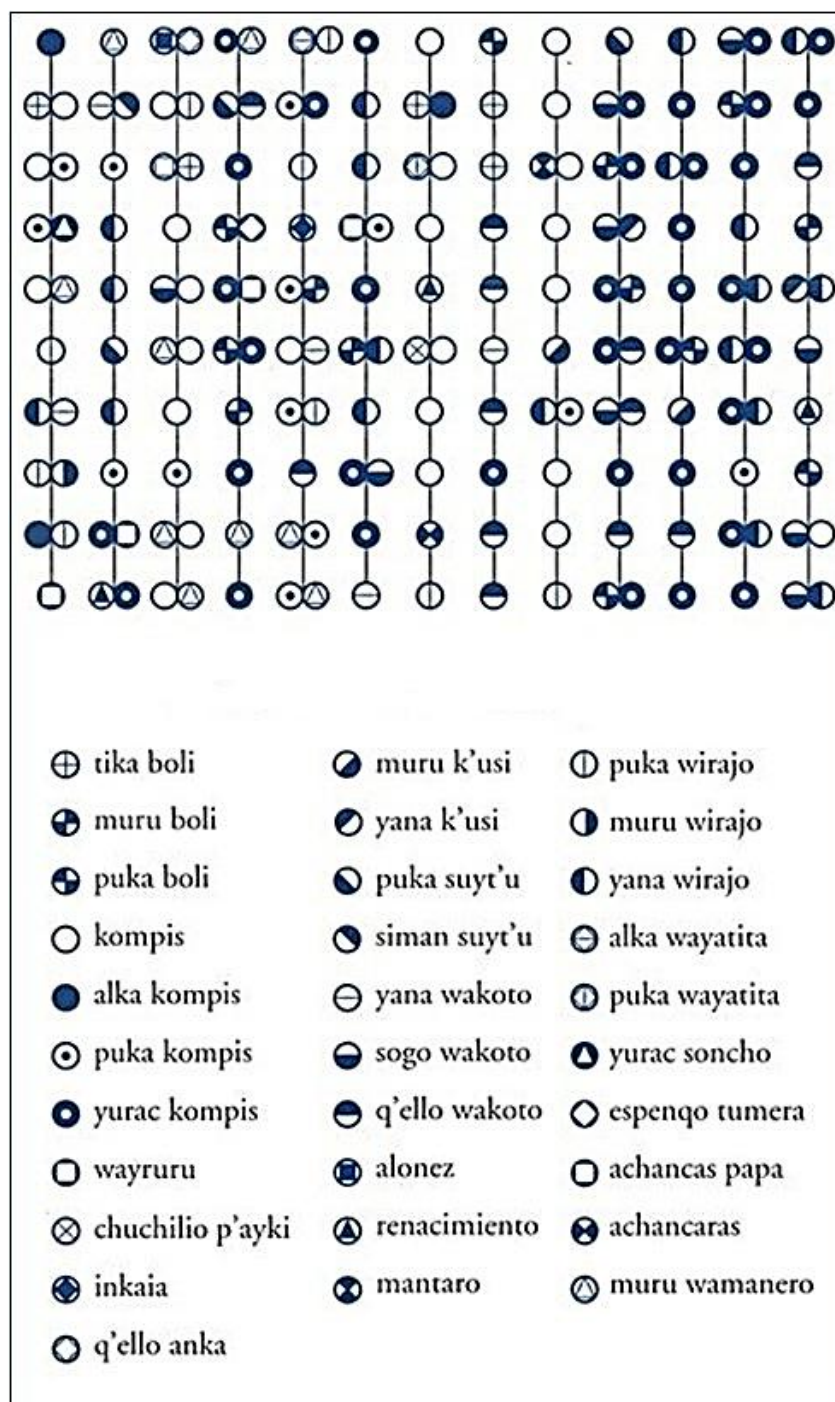 tika boli muru k'usi puka wirajo
muru boli yana k'usi muru wirajo
puka boli puka suyt'u yana wirajo
kompis siman suyt'u alka wayatita
alka kompis yana wakoto puka wayatita
puka kompis sogo wakoto yurac soncho
yurac kompis q'ello wakoto espenqo tumera
wayruru alonez achancas papa
chuchilio p'ayki renacimiento achancaras
inkaia mantaro muru wamanero
q'ello anka